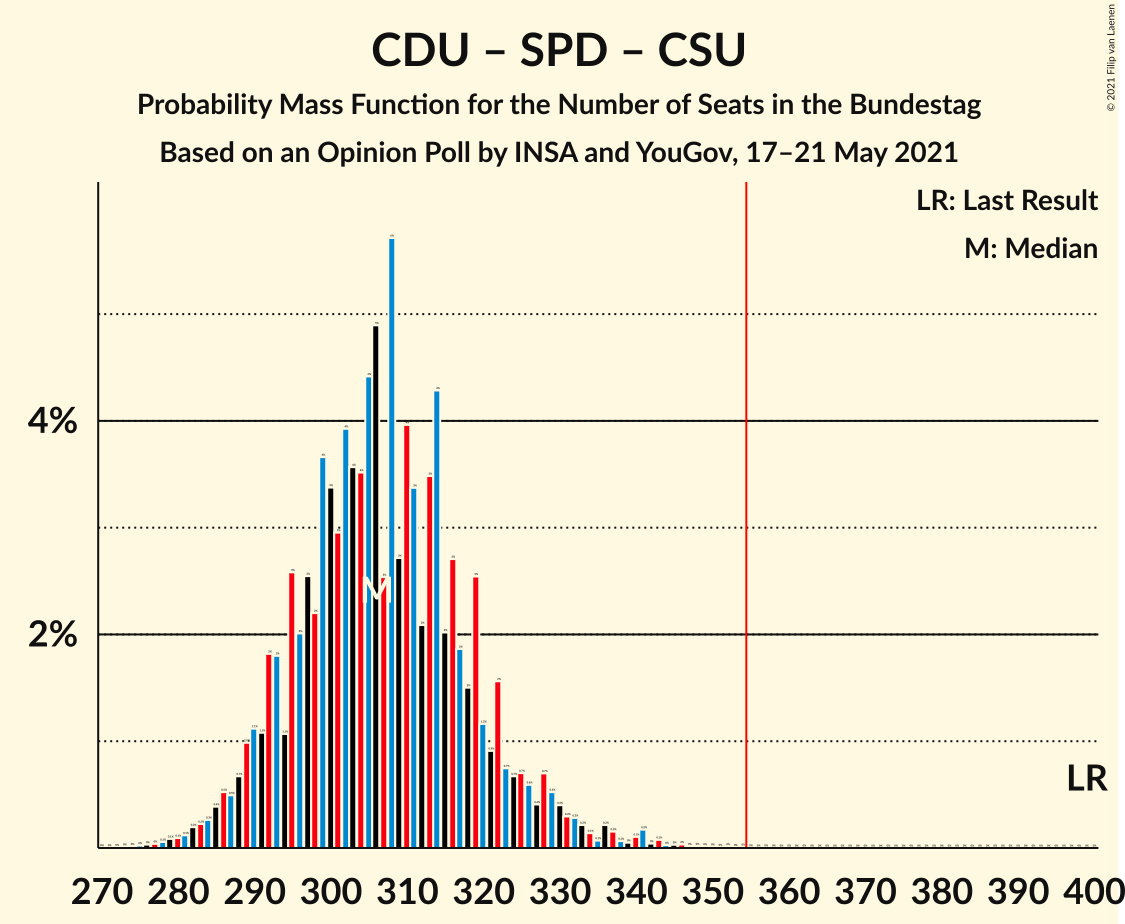 CDU – SPD – CSU
Probability Mass Function for the Number of Seats in the Bundestag
Based on an Opinion Poll by INSA and YouGov, 17–21 May 2021
© 2021 Filip van Laenen
LR: Last Result
M: Median
4%
2%
M
LR
270 280 290 300 310 320 330 340 350 360 370 380 390 400